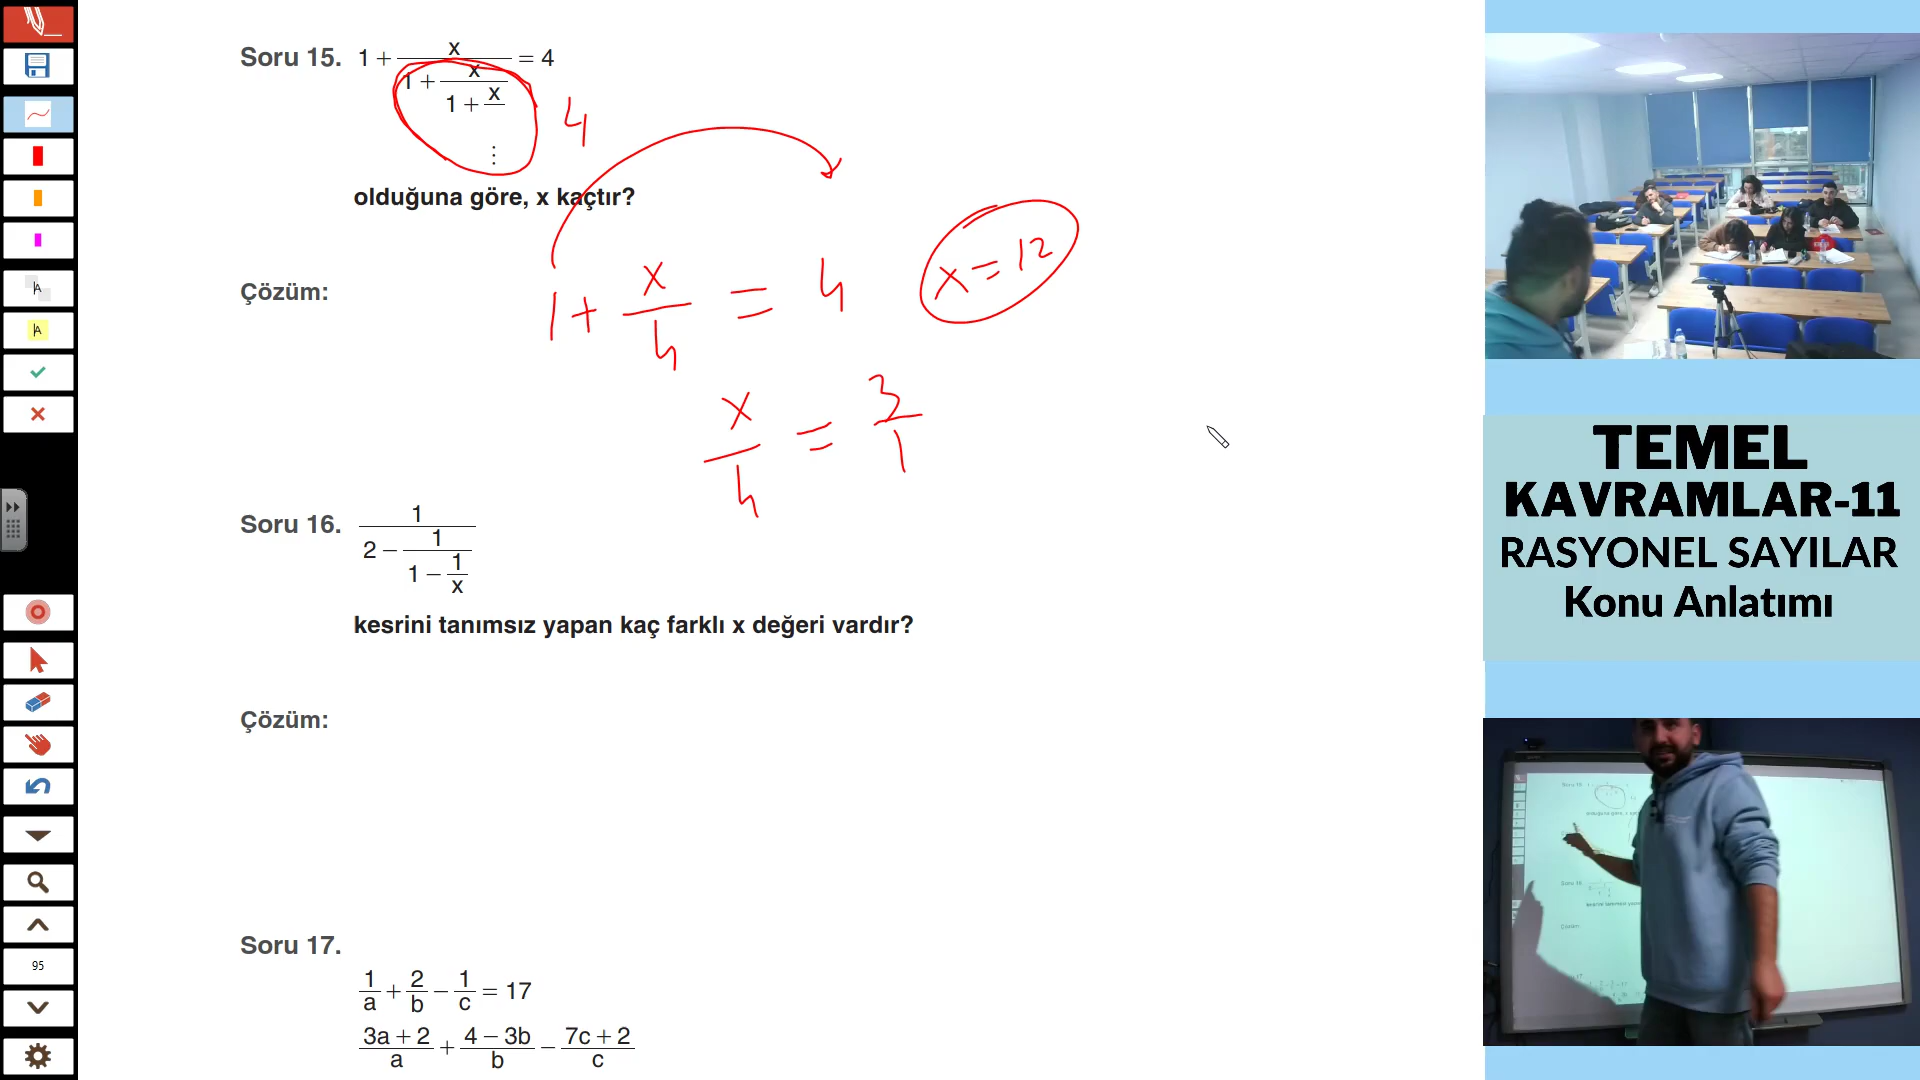 Soru 15. 1 + x / (1 + x / (1 + x / ⋮)) = 4
4
olduğuna göre, x kaçtır?
Çözüm:
1 + x/4 = 4
x = 12
x/4 = 3/1
Soru 16. 1 / (2 − 1 / (1 − 1/x))
kesrini tanımsız yapan kaç farklı x değeri vardır?
Çözüm:
Soru 17.
1/a + 2/b − 1/c = 17
(3a + 2)/a + (4 − 3b)/b − (7c + 2)/c
95
TEMEL
KAVRAMLAR-11
RASYONEL SAYILAR
Konu Anlatımı